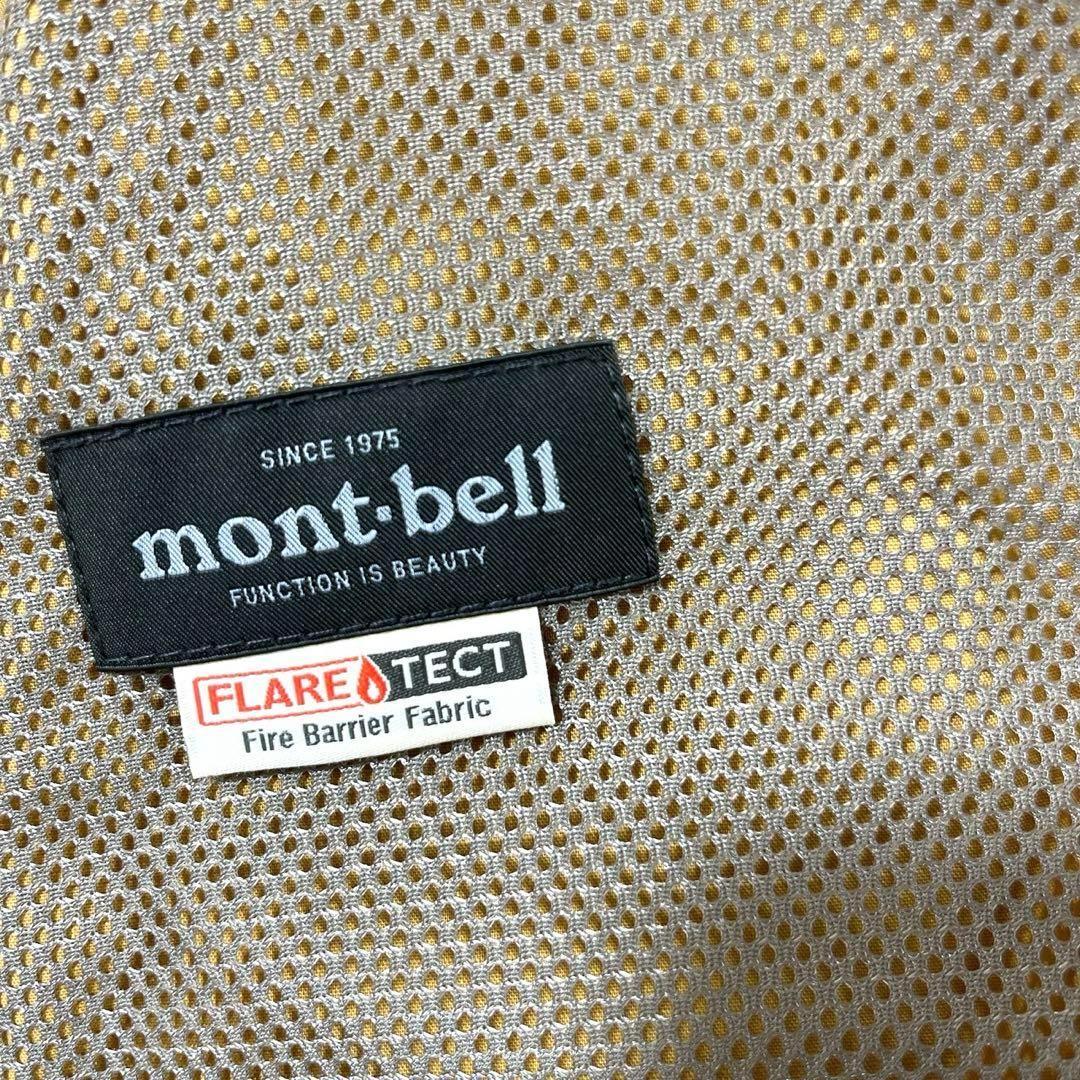 SINCE 1975
mont·bell
FUNCTION IS BEAUTY
FLARE TECT
Fire Barrier Fabric